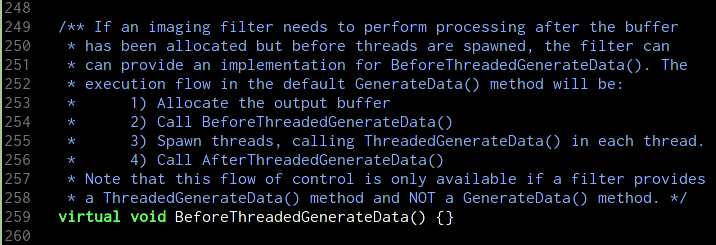 248
249 /** If an imaging filter needs to perform processing after the buffer
250 * has been allocated but before threads are spawned, the filter can
251 * can provide an implementation for BeforeThreadedGenerateData(). The
252 * execution flow in the default GenerateData() method will be:
253 * 1) Allocate the output buffer
254 * 2) Call BeforeThreadedGenerateData()
255 * 3) Spawn threads, calling ThreadedGenerateData() in each thread.
256 * 4) Call AfterThreadedGenerateData()
257 * Note that this flow of control is only available if a filter provides
258 * a ThreadedGenerateData() method and NOT a GenerateData() method. */
259 virtual void BeforeThreadedGenerateData() {}
260